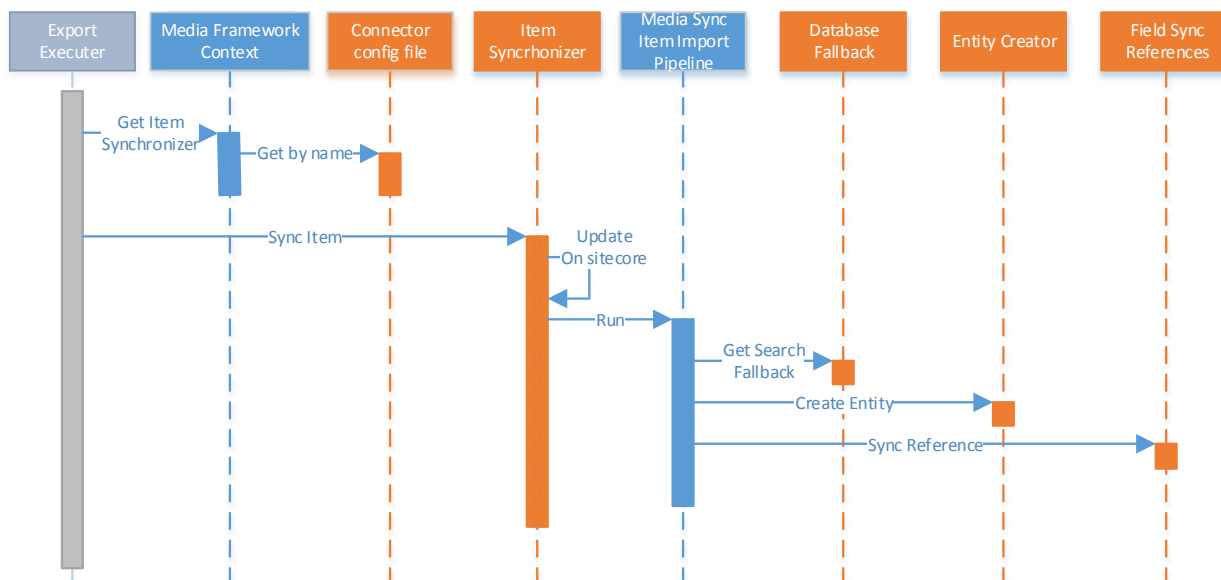 Export
Executer
Media Framework
Context
Connector
config file
Item
Syncrhonizer
Media Sync
Item Import
Pipeline
Database
Fallback
Entity Creator
Field Sync
References
Get Item
Synchronizer
Get by name
Sync Item
Update
On sitecore
Run
Get Search
Fallback
Create Entity
Sync Reference